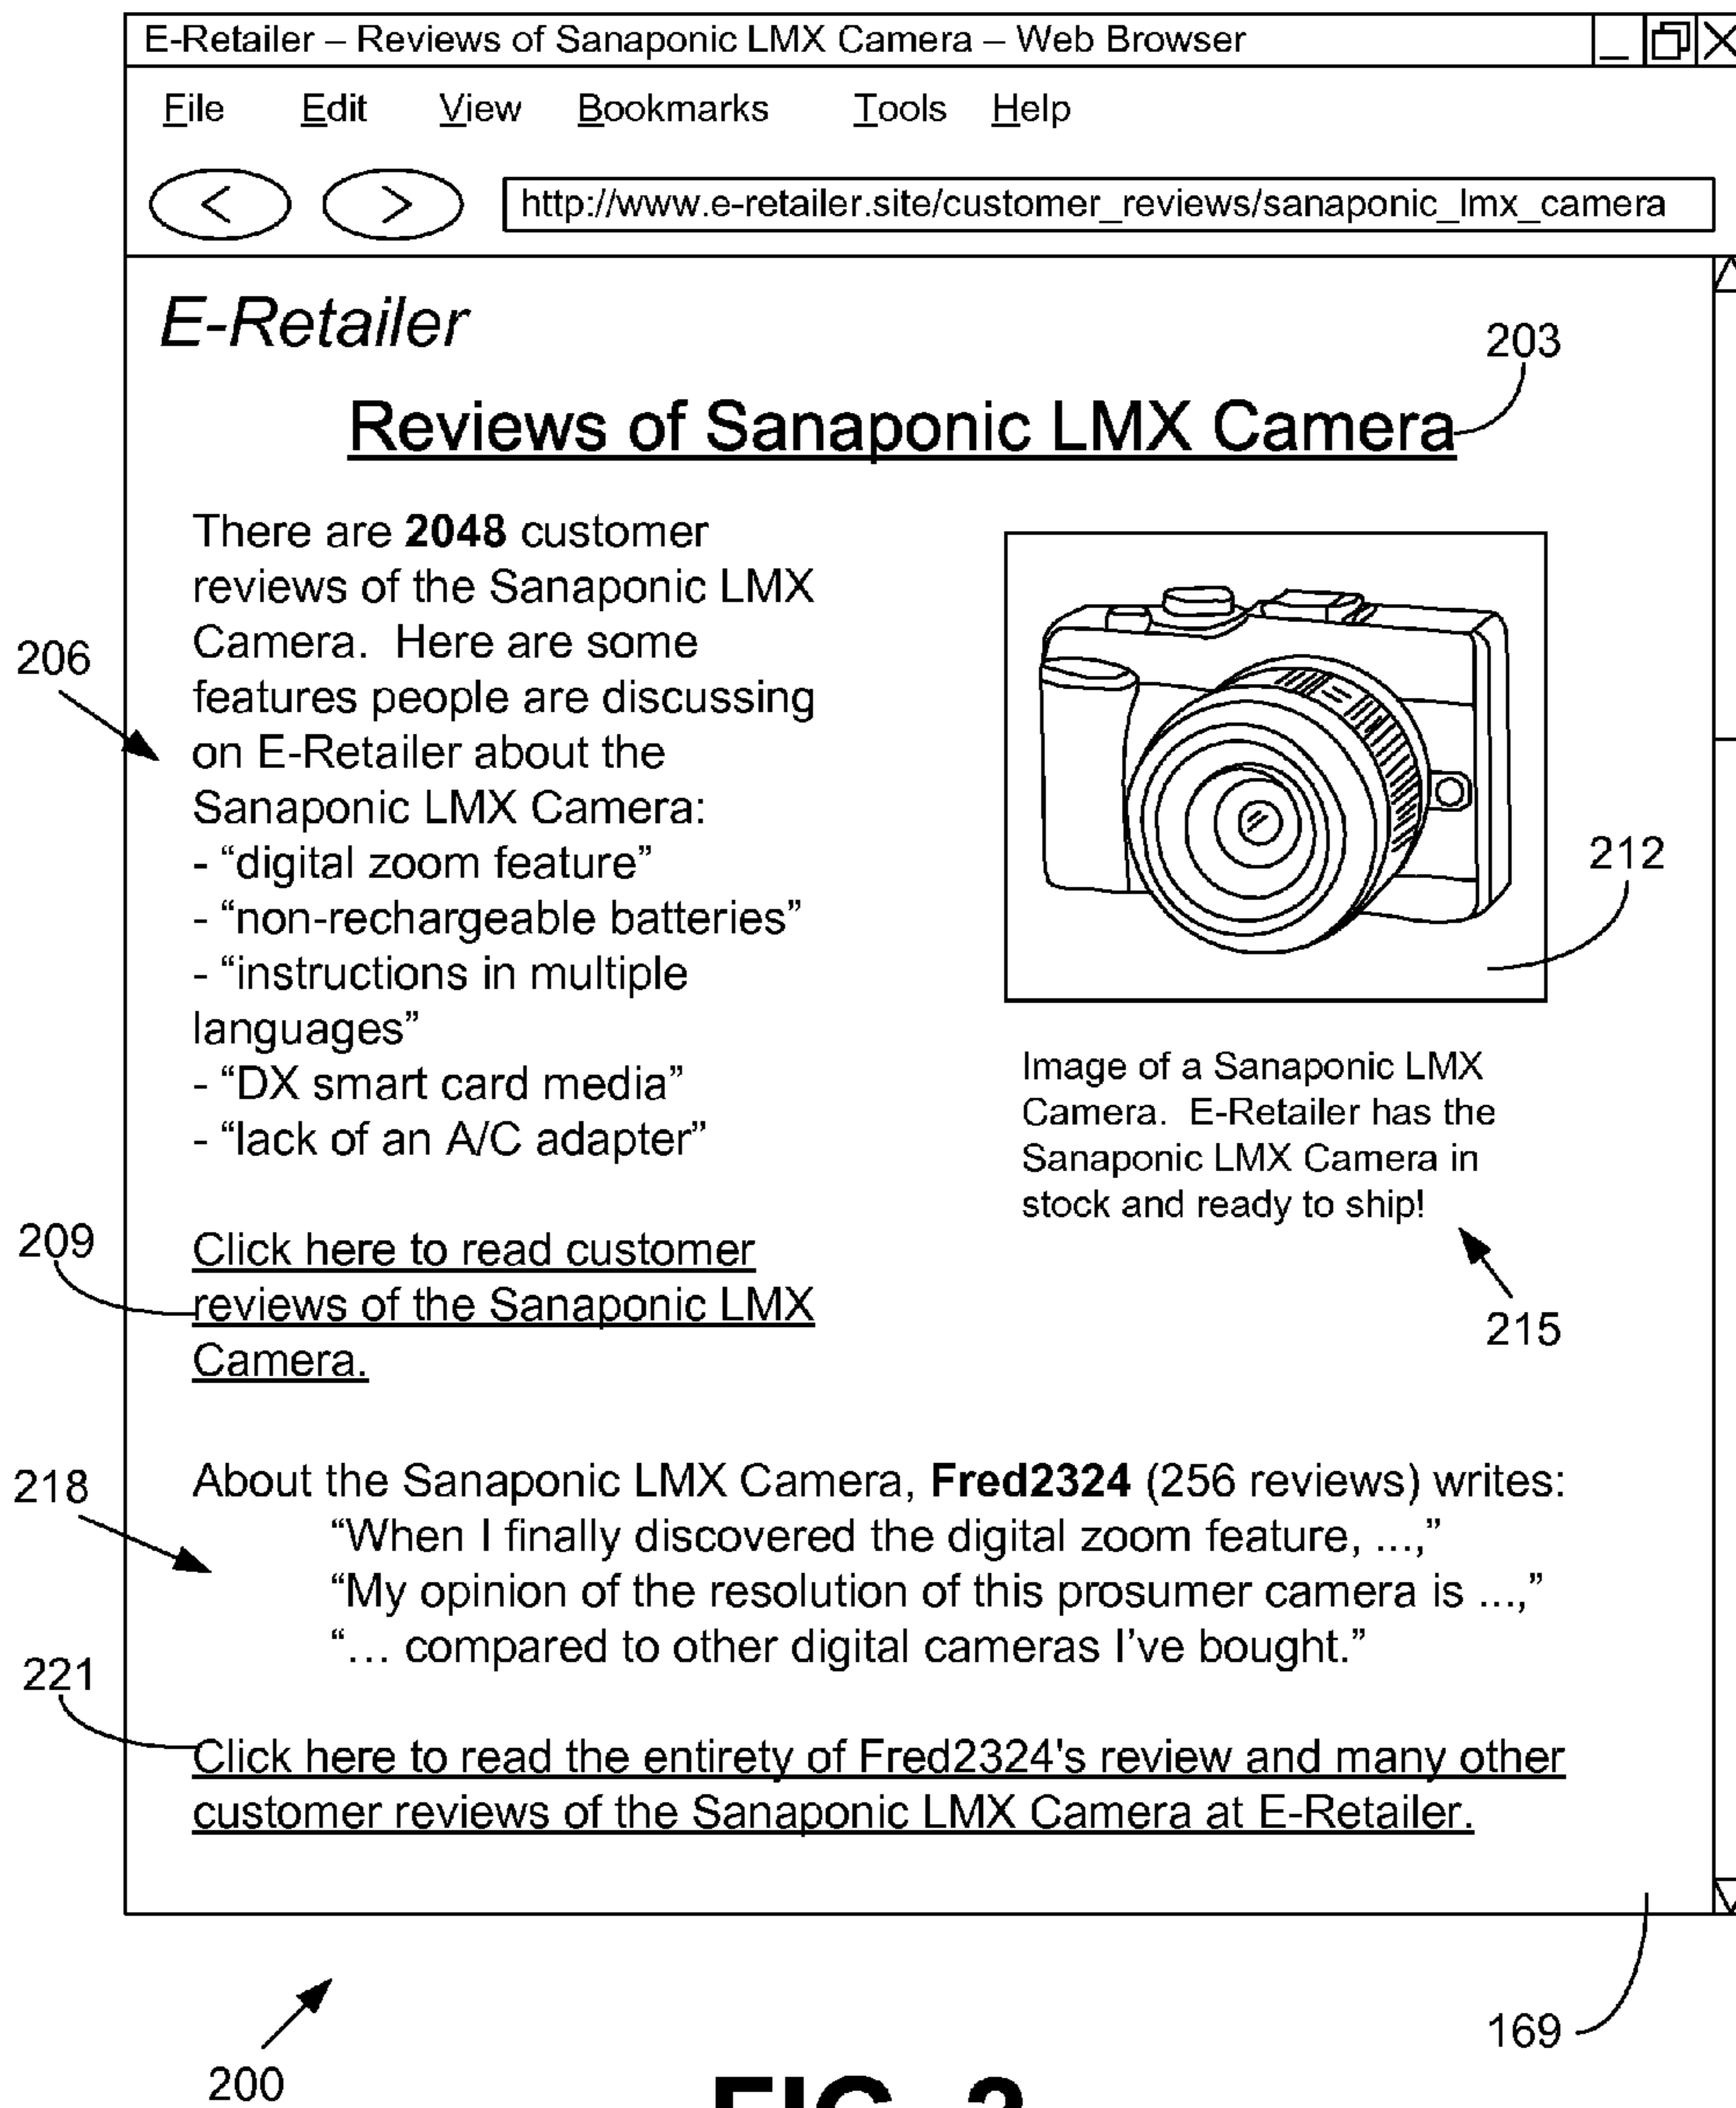 E-Retailer – Reviews of Sanaponic LMX Camera – Web Browser
File Edit View Bookmarks Tools Help
< > http://www.e-retailer.site/customer_reviews/sanaponic_lmx_camera
E-Retailer
203
Reviews of Sanaponic LMX Camera
There are 2048 customer
reviews of the Sanaponic LMX
Camera. Here are some
features people are discussing
on E-Retailer about the
Sanaponic LMX Camera:
- “digital zoom feature”
- “non-rechargeable batteries”
- “instructions in multiple
languages”
- “DX smart card media”
- “lack of an A/C adapter”
206
212
Image of a Sanaponic LMX
Camera. E-Retailer has the
Sanaponic LMX Camera in
stock and ready to ship!
215
209
Click here to read customer
reviews of the Sanaponic LMX
Camera.
218
About the Sanaponic LMX Camera, Fred2324 (256 reviews) writes:
“When I finally discovered the digital zoom feature, ...,”
“My opinion of the resolution of this prosumer camera is ...,”
“... compared to other digital cameras I've bought.”
221
Click here to read the entirety of Fred2324's review and many other
customer reviews of the Sanaponic LMX Camera at E-Retailer.
169
200
FIG.